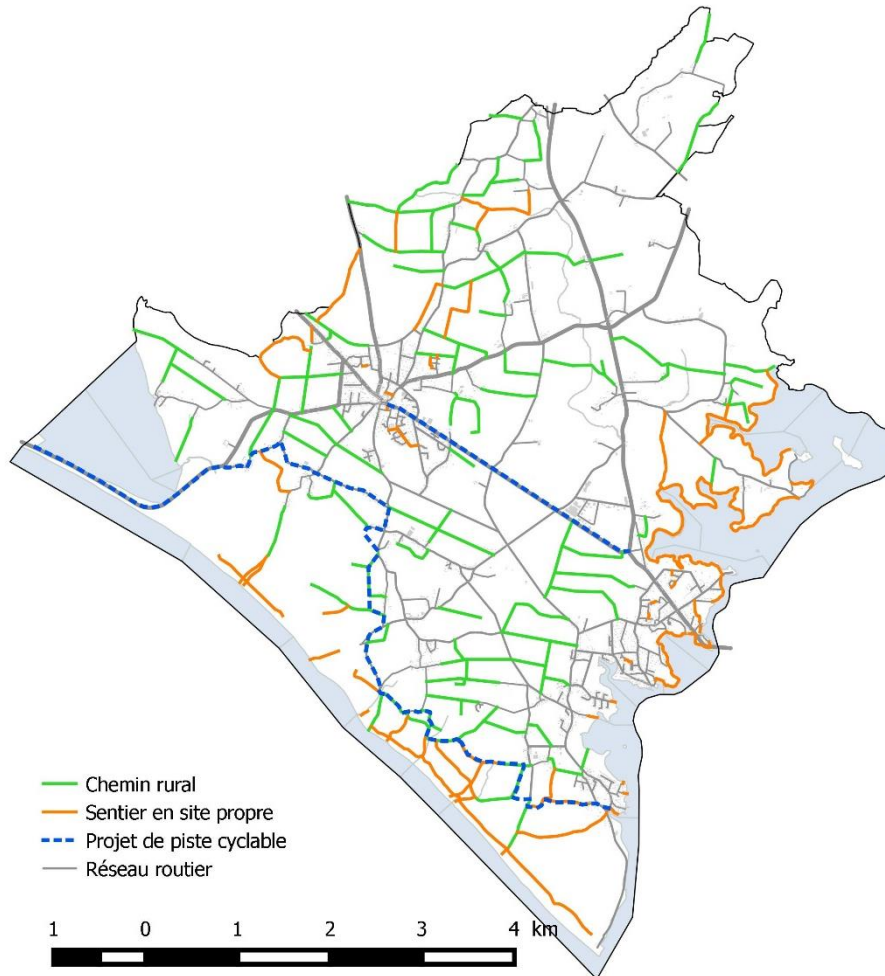 Chemin rural
Sentier en site propre
Projet de piste cyclable
Réseau routier
1 0 1 2 3 4 km